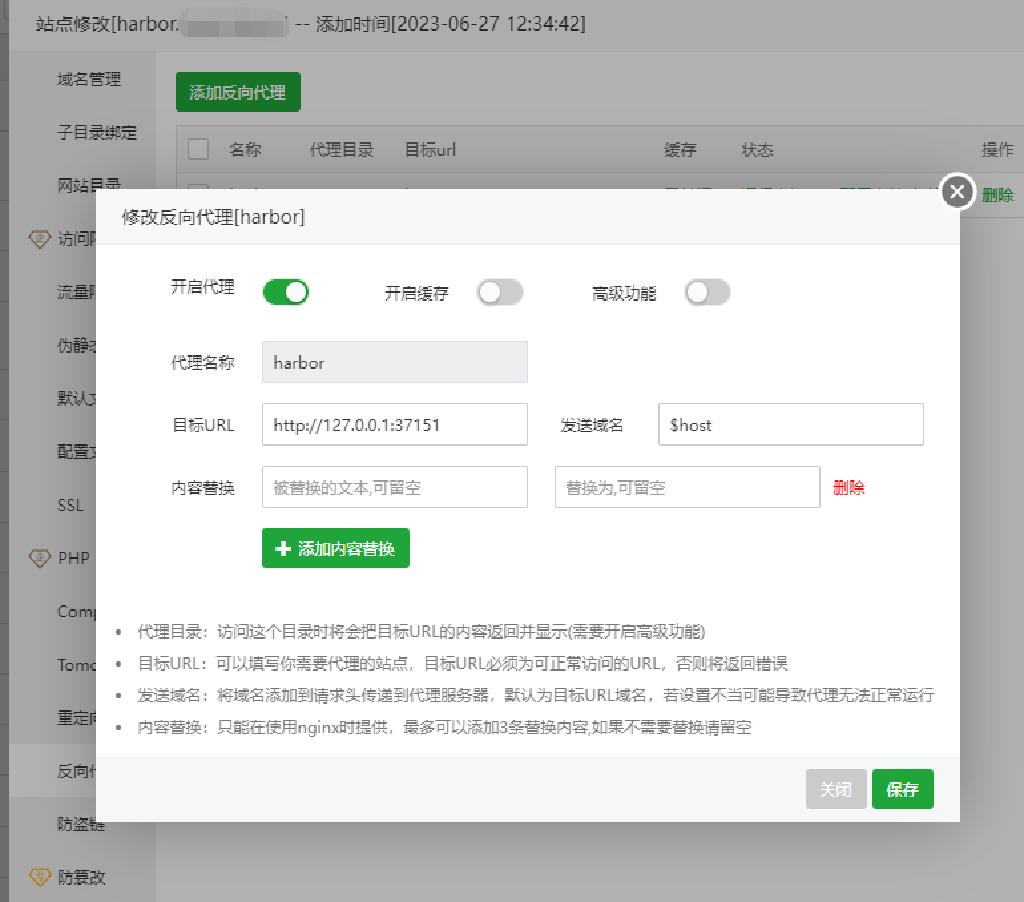 站点修改[harbor. ] -- 添加时间[2023-06-27 12:34:42]
域名管理
子目录绑定
网站目录
访问
流量
伪静
默认
配置
SSL
PHP
Comp
Tomc
重定向
反向
防盗链
防篡改
添加反向代理
名称 代理目录 目标url 缓存 状态 操作
删除
修改反向代理[harbor]
开启代理 开启缓存 高级功能
代理名称 harbor
目标URL http://127.0.0.1:37151 发送域名 $host
内容替换 被替换的文本,可留空 替换为,可留空 删除
添加内容替换
代理目录：访问这个目录时将会把目标URL的内容返回并显示(需要开启高级功能)
目标URL：可以填写你需要代理的站点，目标URL必须为可正常访问的URL，否则将返回错误
发送域名：将域名添加到请求头传递到代理服务器，默认为目标URL域名，若设置不当可能导致代理无法正常运行
内容替换：只能在使用nginx时提供，最多可以添加3条替换内容,如果不需要替换请留空
关闭 保存